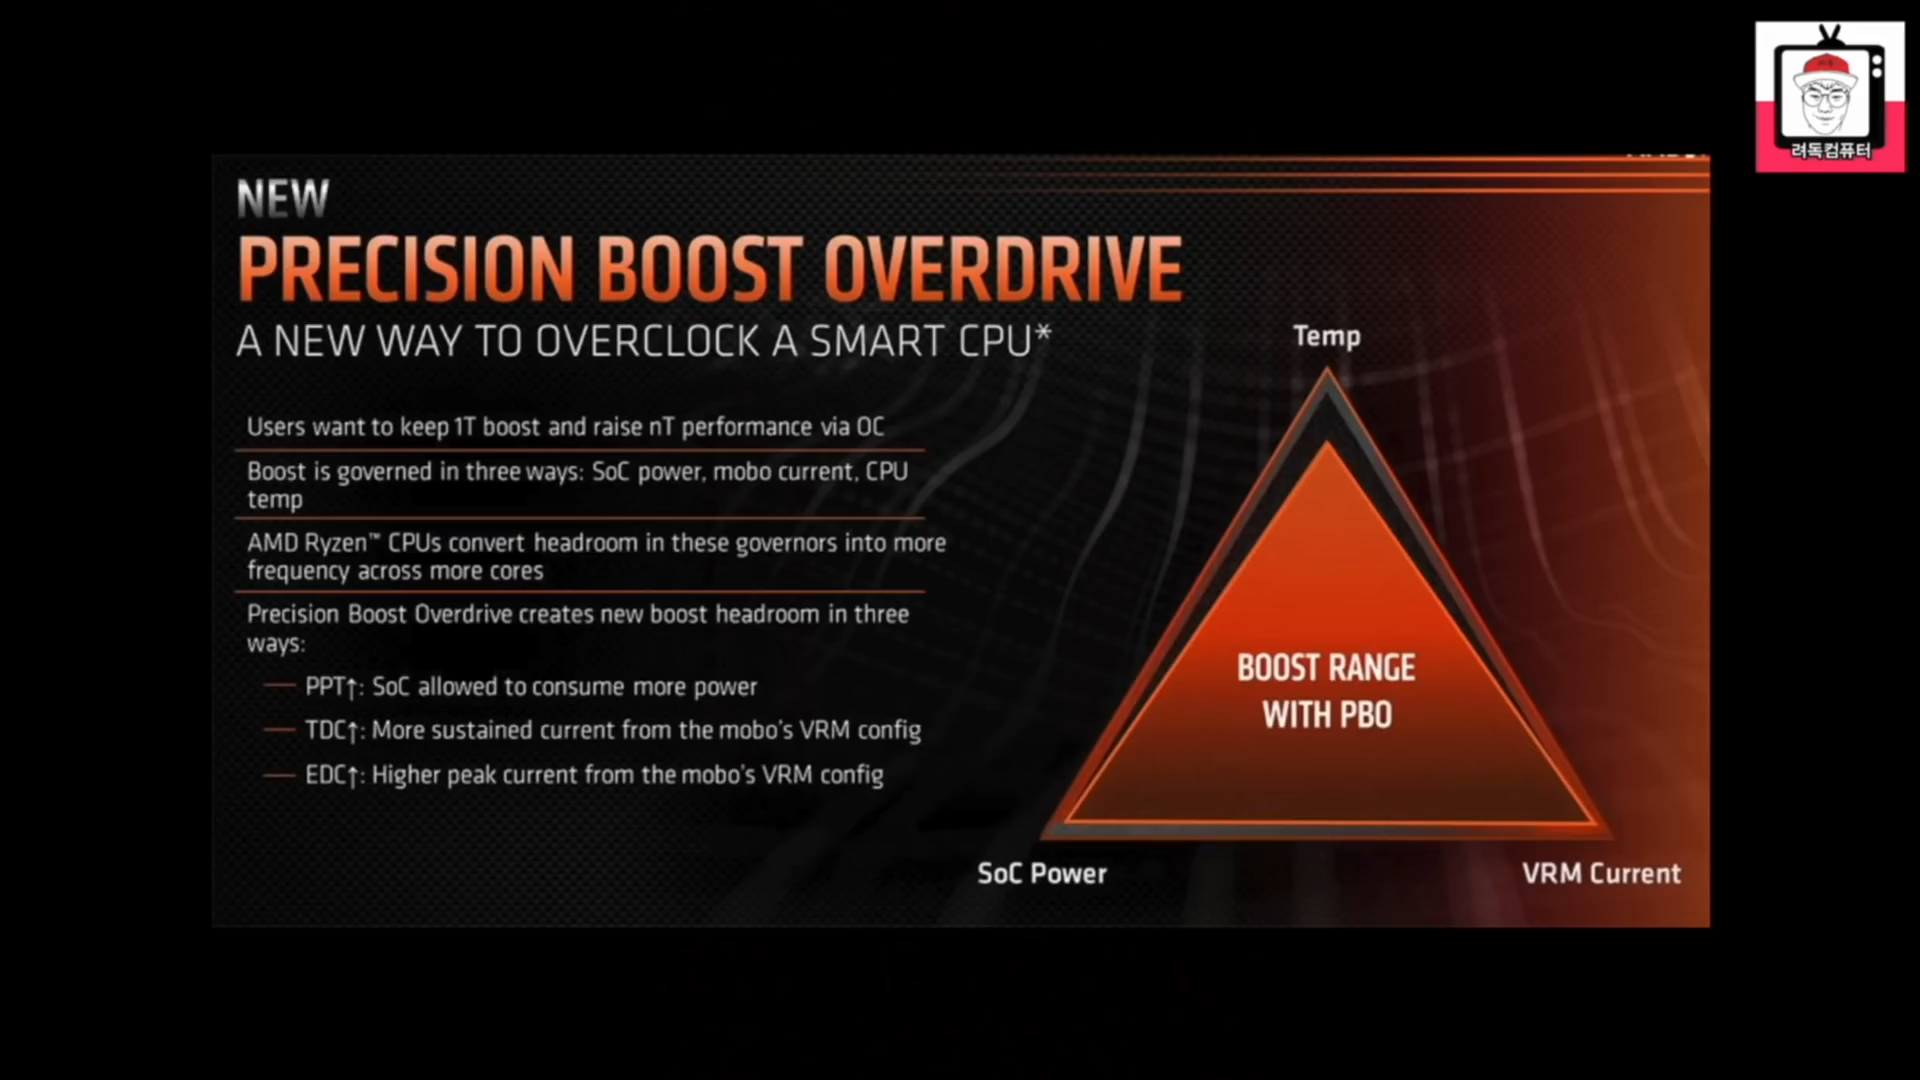 려독컴퓨터
NEW
PRECISION BOOST OVERDRIVE
A NEW WAY TO OVERCLOCK A SMART CPU*
Users want to keep 1T boost and raise nT performance via OC
Boost is governed in three ways: SoC power, mobo current, CPU
temp
AMD Ryzen™ CPUs convert headroom in these governors into more
frequency across more cores
Precision Boost Overdrive creates new boost headroom in three
ways:
— PPT↑: SoC allowed to consume more power
— TDC↑: More sustained current from the mobo's VRM config
— EDC↑: Higher peak current from the mobo's VRM config
Temp
BOOST RANGE
WITH PBO
SoC Power
VRM Current